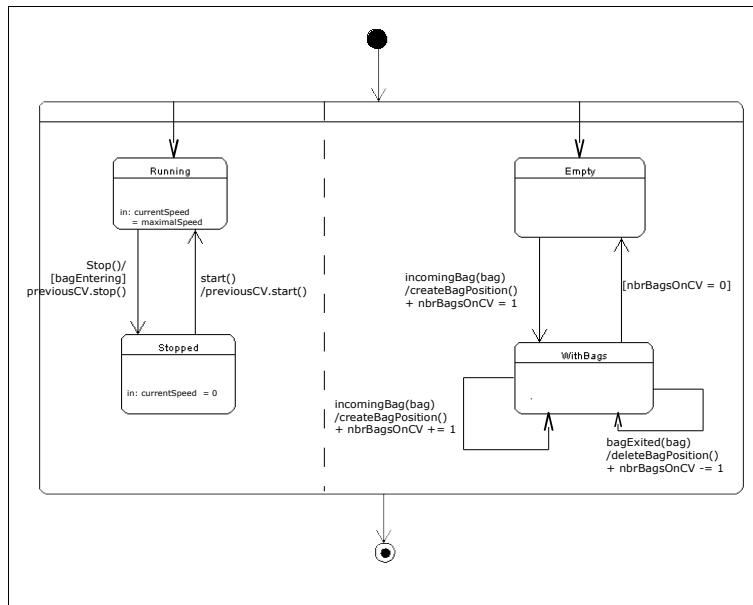 Running
in: currentSpeed
= maximalSpeed
Stop()/
[bagEntering]
previousCV.stop()
start()
/previousCV.start()
Stopped
in: currentSpeed = 0
Empty
incomingBag(bag)
/createBagPosition()
+ nbrBagsOnCV = 1
[nbrBagsOnCV = 0]
WithBags
incomingBag(bag)
/createBagPosition()
+ nbrBagsOnCV += 1
bagExited(bag)
/deleteBagPosition()
+ nbrBagsOnCV -= 1